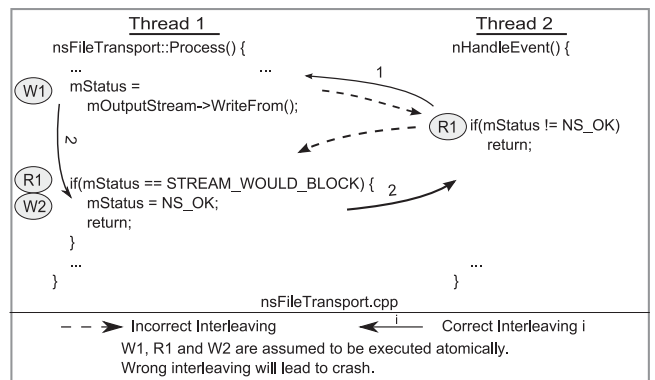 Thread 1
Thread 2
nsFileTransport::Process() {
nHandleEvent() {
... ...
1
W1 mStatus =
mOutputStream->WriteFrom();
R1 if(mStatus != NS_OK)
return;
2
R1 if(mStatus == STREAM_WOULD_BLOCK) {
W2 mStatus = NS_OK;
2
return;
}
... ...
} }
nsFileTransport.cpp
Incorrect Interleaving
i
Correct Interleaving i
W1, R1 and W2 are assumed to be executed atomically.
Wrong interleaving will lead to crash.